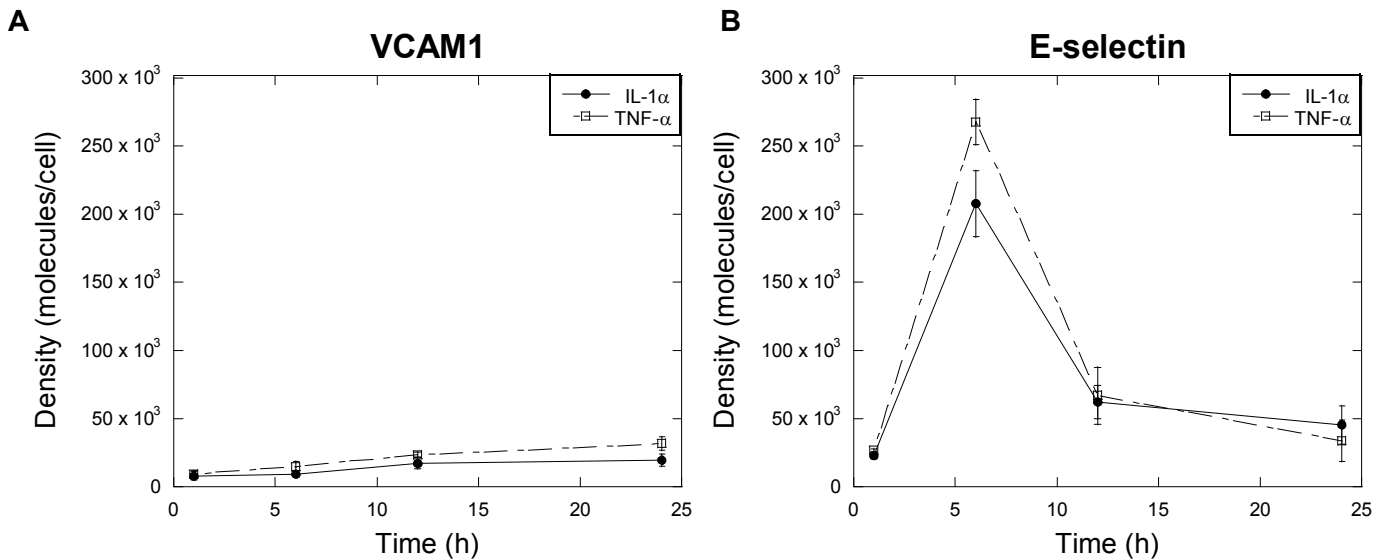 A
VCAM1
300 x 10³
250 x 10³
200 x 10³
150 x 10³
100 x 10³
50 x 10³
0
Density (molecules/cell)
IL-1α
TNF-α
0 5 10 15 20 25
Time (h)
B
E-selectin
300 x 10³
250 x 10³
200 x 10³
150 x 10³
100 x 10³
50 x 10³
0
Density (molecules/cell)
IL-1α
TNF-α
0 5 10 15 20 25
Time (h)